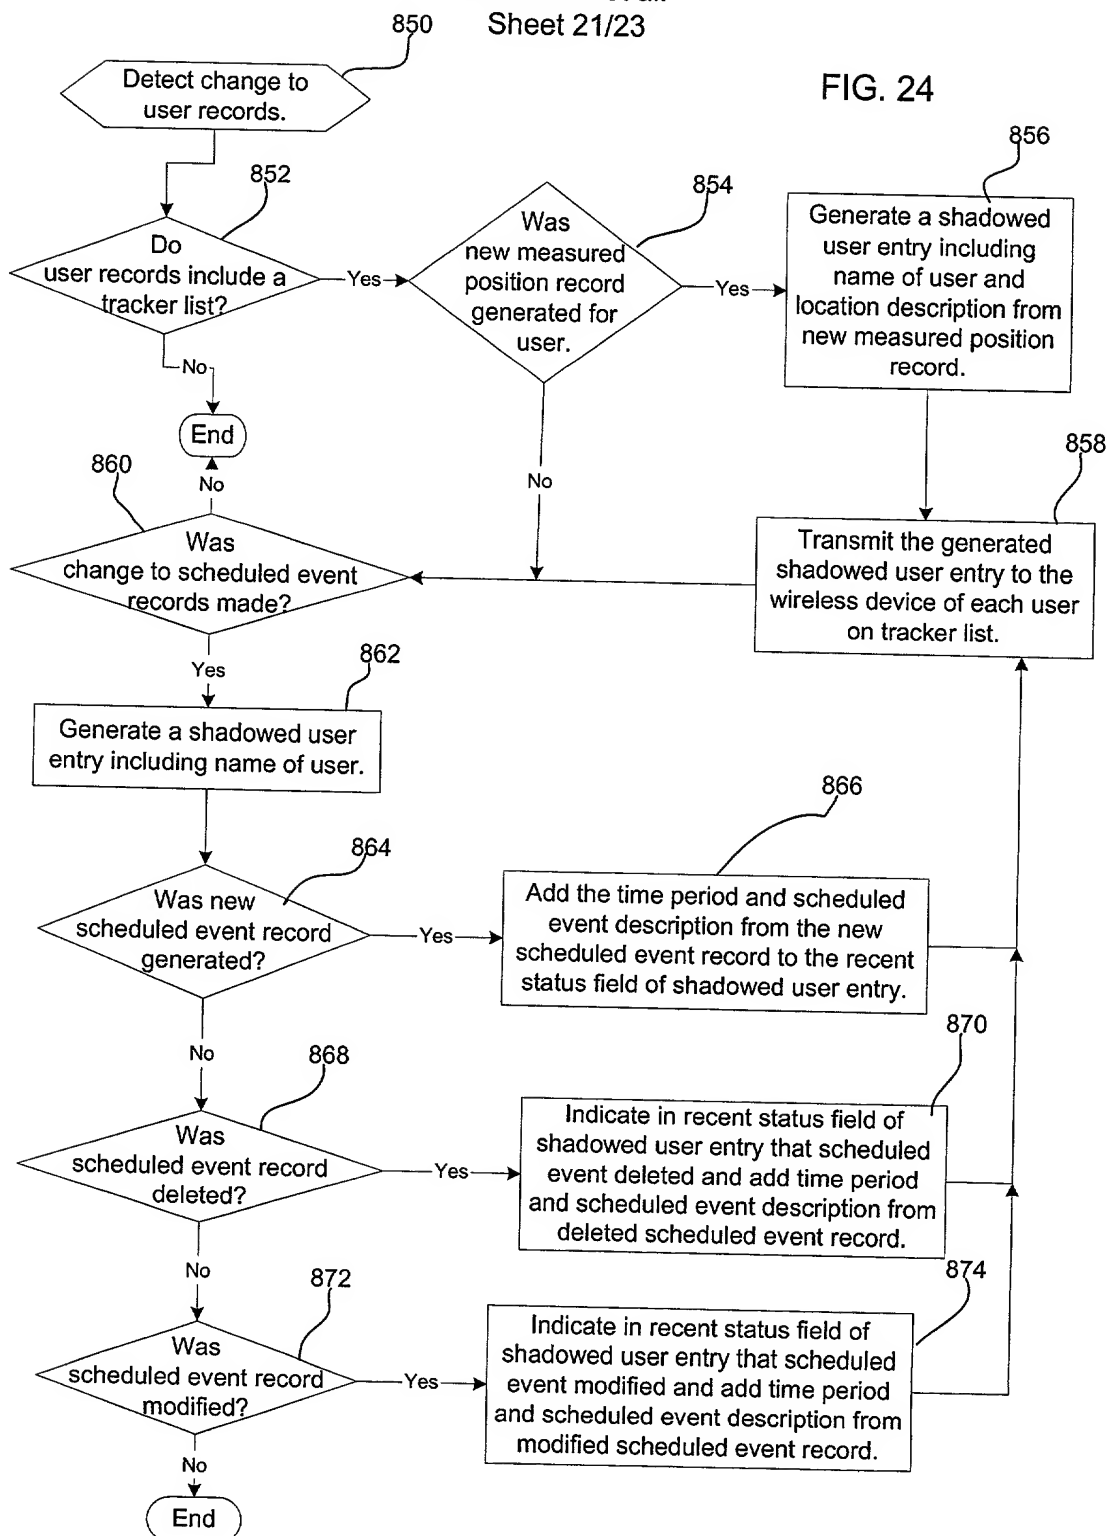 Sheet 21/23
FIG. 24
850
Detect change to
user records.
852
Do
user records include a
tracker list?
Yes
No
End
854
Was
new measured
position record
generated for
user.
Yes
No
856
Generate a shadowed
user entry including
name of user and
location description from
new measured position
record.
858
Transmit the generated
shadowed user entry to the
wireless device of each user
on tracker list.
860
No
Was
change to scheduled event
records made?
Yes
862
Generate a shadowed user
entry including name of user.
864
Was new
scheduled event record
generated?
Yes
No
866
Add the time period and scheduled
event description from the new
scheduled event record to the recent
status field of shadowed user entry.
868
Was
scheduled event record
deleted?
Yes
No
870
Indicate in recent status field of
shadowed user entry that scheduled
event deleted and add time period
and scheduled event description from
deleted scheduled event record.
872
Was
scheduled event record
modified?
Yes
No
874
Indicate in recent status field of
shadowed user entry that scheduled
event modified and add time period
and scheduled event description from
modified scheduled event record.
End